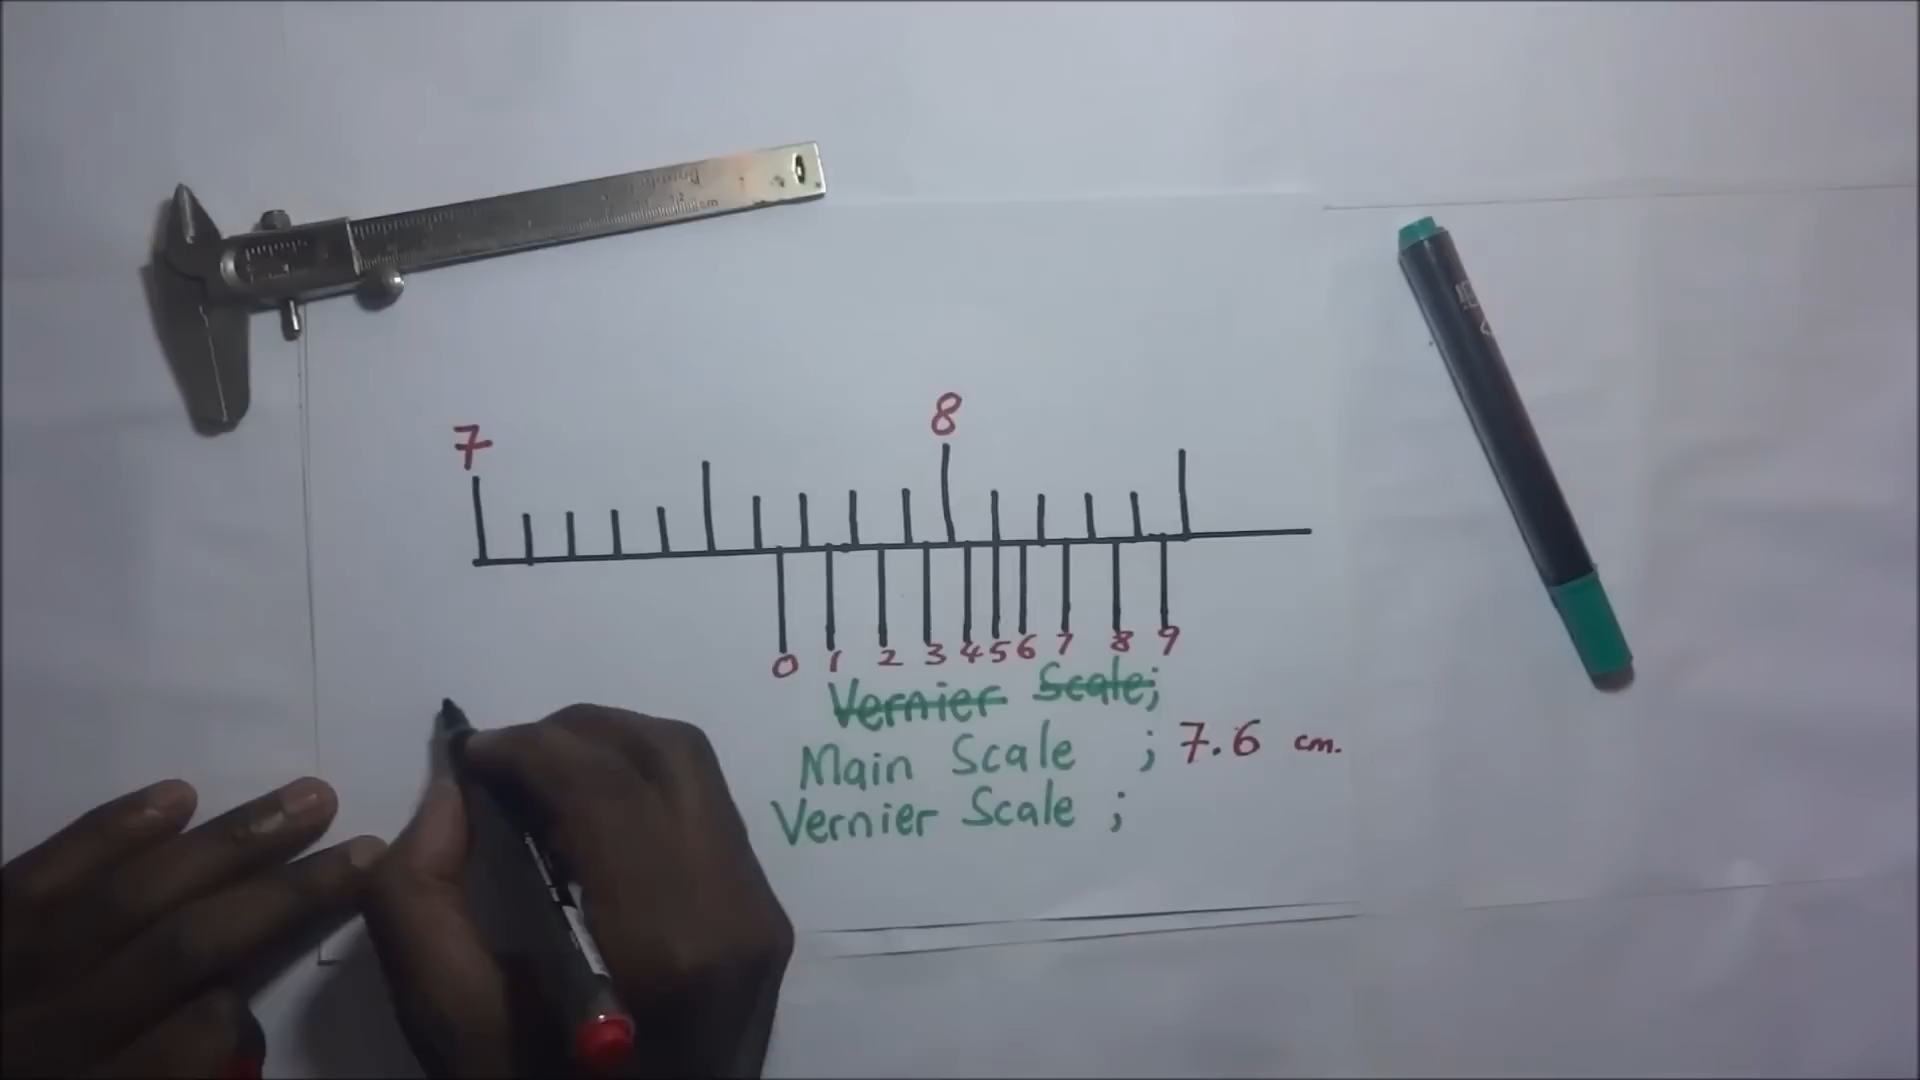 7 8
0 1 2 3 4 5 6 7 8 9
Vernier Scale;
Main Scale ; 7.6 cm.
Vernier Scale ;